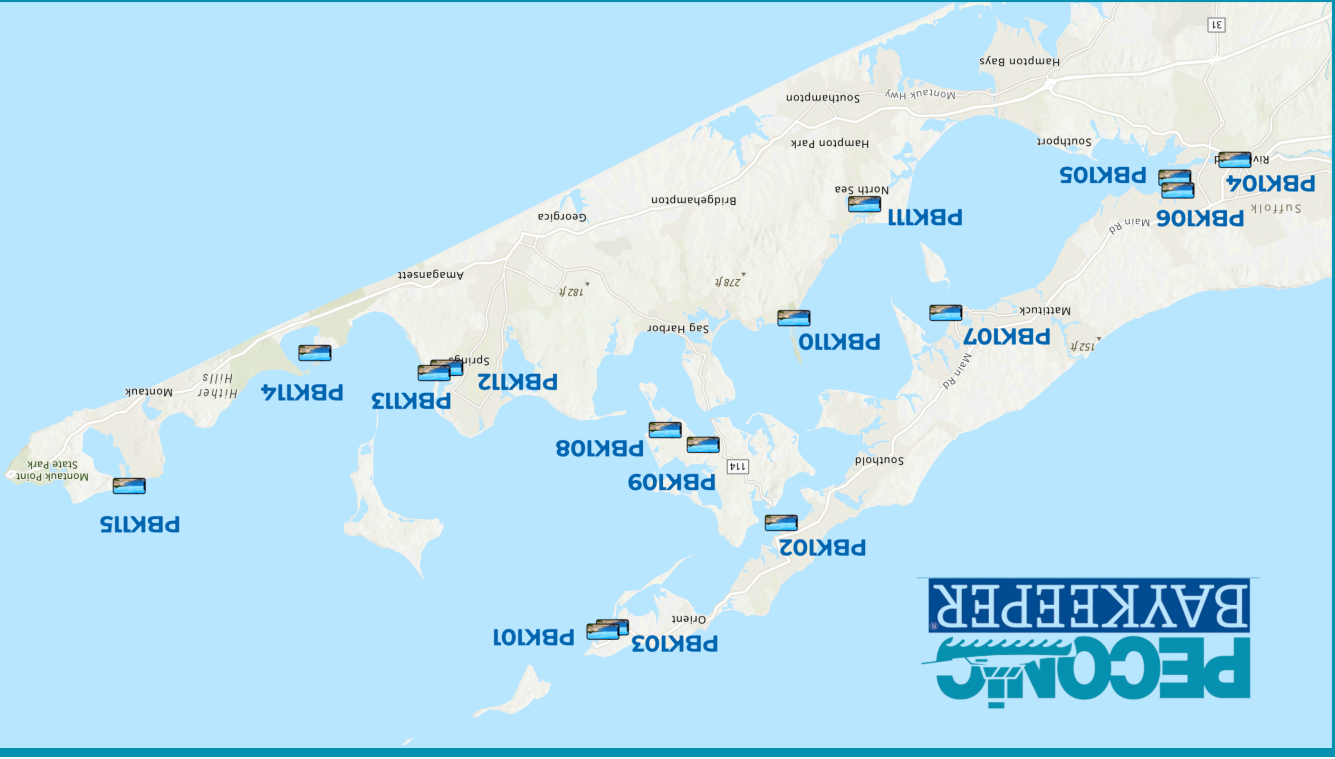 PECONIC
BAYKEEPER®
PBK103
PBK101
Orient
PBK102
PBK115
PBK109
Montauk Point
State Park
114
Southold
PBK108
PBK113
PBK114
Hither
Hills
Montauk
PBK112
Main Rd
Springs
152 ft
PBK110
PBK107
Sag Harbor
Mattituck
182 ft
278 ft
Amagansett
Main Rd
PBK106
PBK111
Georgica
Suffolk
Bridgehampton
North Sea
PBK104
PBK105
Hampton Park
Southport
Southampton
Montauk Hwy
Hampton Bays
31